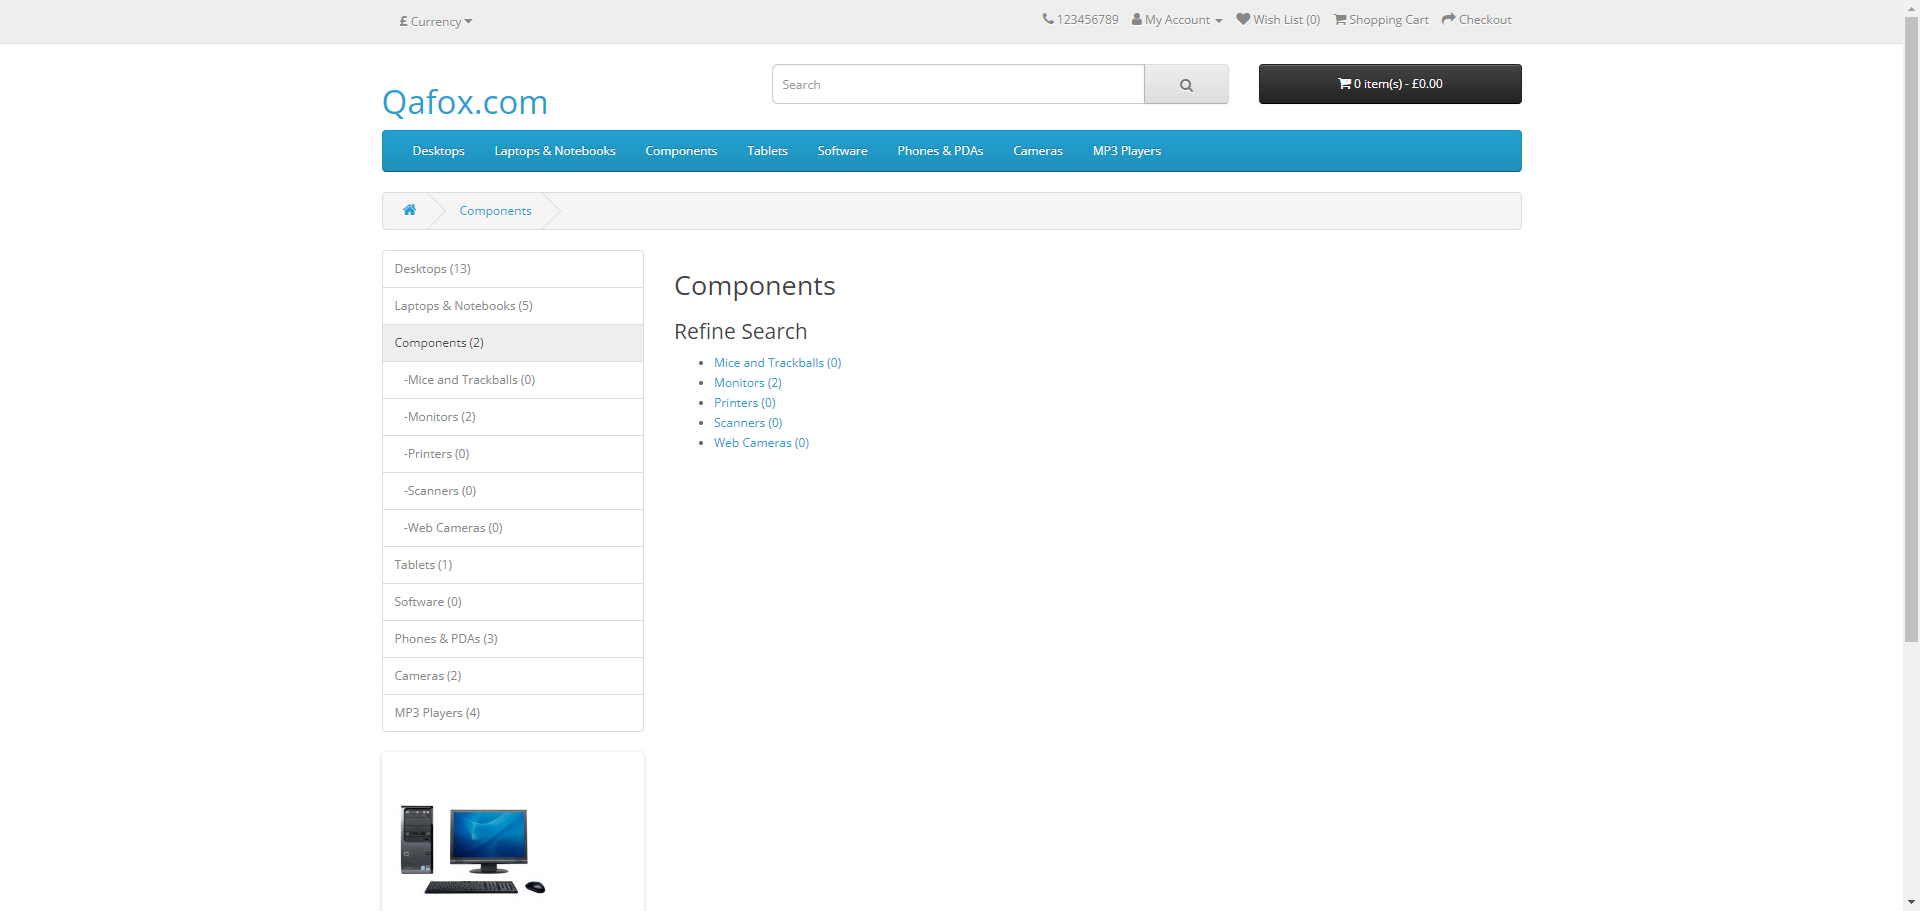 £ Currency
123456789 My Account Wish List (0) Shopping Cart Checkout
Qafox.com
Search
0 item(s) - £0.00
Desktops Laptops & Notebooks Components Tablets Software Phones & PDAs Cameras MP3 Players
Components
Desktops (13)
Laptops & Notebooks (5)
Components (2)
-Mice and Trackballs (0)
-Monitors (2)
-Printers (0)
-Scanners (0)
-Web Cameras (0)
Tablets (1)
Software (0)
Phones & PDAs (3)
Cameras (2)
MP3 Players (4)
Components
Refine Search
Mice and Trackballs (0)
Monitors (2)
Printers (0)
Scanners (0)
Web Cameras (0)